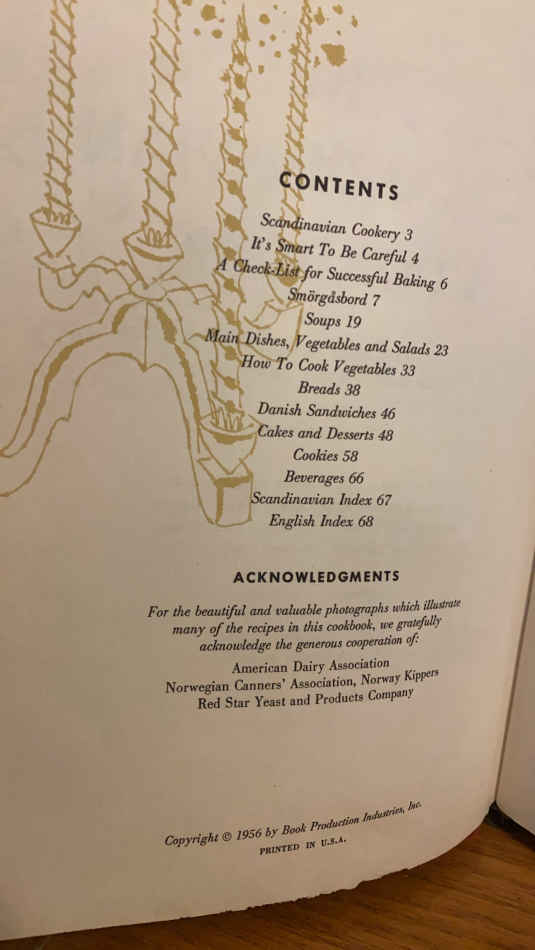 CONTENTS
Scandinavian Cookery 3
It's Smart To Be Careful 4
A Check-List for Successful Baking 6
Smörgåsbord 7
Soups 19
Main Dishes, Vegetables and Salads 23
How To Cook Vegetables 33
Breads 38
Danish Sandwiches 46
Cakes and Desserts 48
Cookies 58
Beverages 66
Scandinavian Index 67
English Index 68
ACKNOWLEDGMENTS
For the beautiful and valuable photographs which illustrate
many of the recipes in this cookbook, we gratefully
acknowledge the generous cooperation of:
American Dairy Association
Norwegian Canners' Association, Norway Kippers
Red Star Yeast and Products Company
Copyright © 1956 by Book Production Industries, Inc.
PRINTED IN U.S.A.